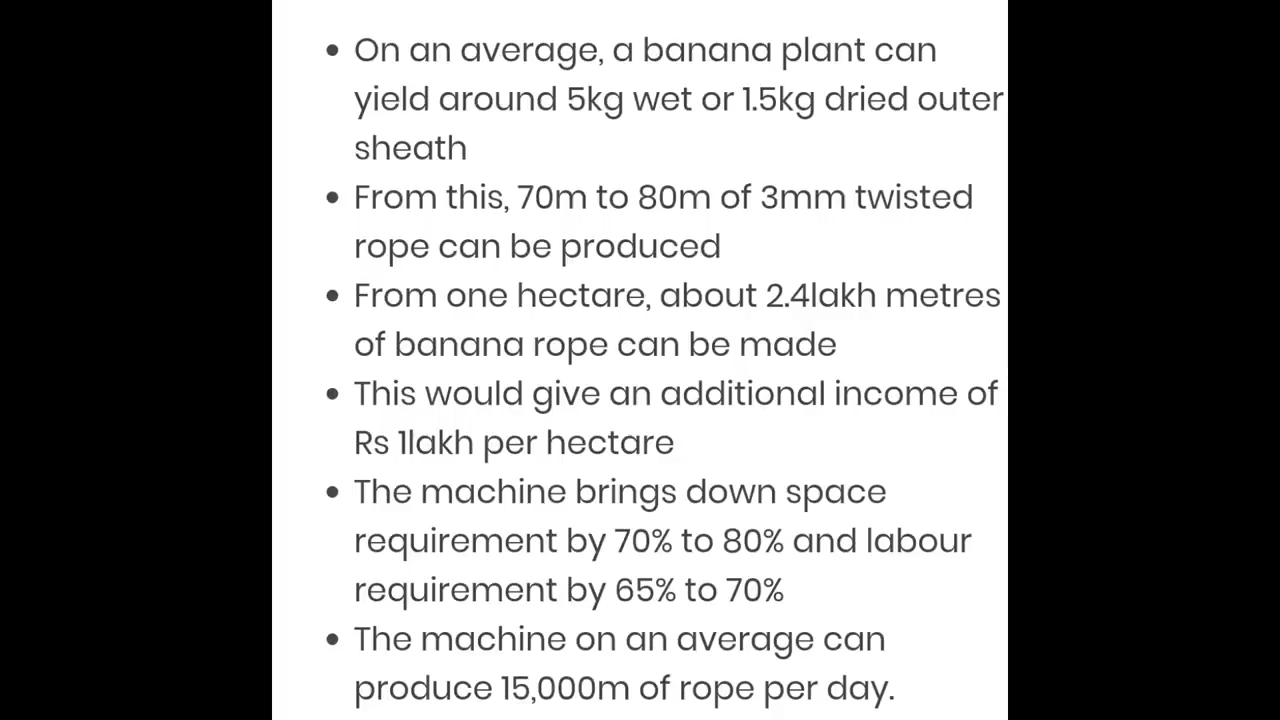 • On an average, a banana plant can
yield around 5kg wet or 1.5kg dried outer
sheath
• From this, 70m to 80m of 3mm twisted
rope can be produced
• From one hectare, about 2.4lakh metres
of banana rope can be made
• This would give an additional income of
Rs 1lakh per hectare
• The machine brings down space
requirement by 70% to 80% and labour
requirement by 65% to 70%
• The machine on an average can
produce 15,000m of rope per day.